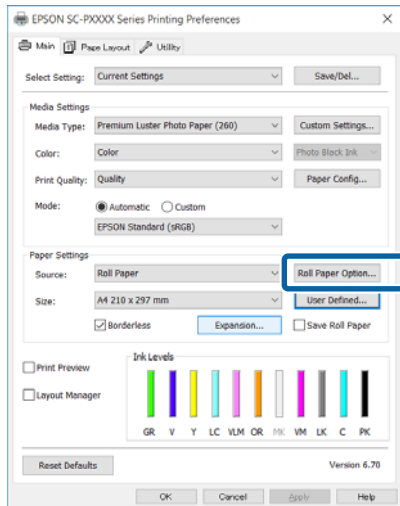 EPSON SC-PXXXX Series Printing Preferences
Main Page Layout Utility
Select Setting: Current Settings Save/Del...
Media Settings
Media Type: Premium Luster Photo Paper (260) Custom Settings...
Color: Color Photo Black Ink
Print Quality: Quality Paper Config...
Mode: Automatic Custom
EPSON Standard (sRGB)
Paper Settings
Source: Roll Paper Roll Paper Option...
Size: A4 210 x 297 mm User Defined...
Borderless Expansion... Save Roll Paper
Print Preview
Layout Manager
Ink Levels
GR V Y LC VLM OR MK VM LK C PK
Reset Defaults Version 6.70
OK Cancel Apply Help